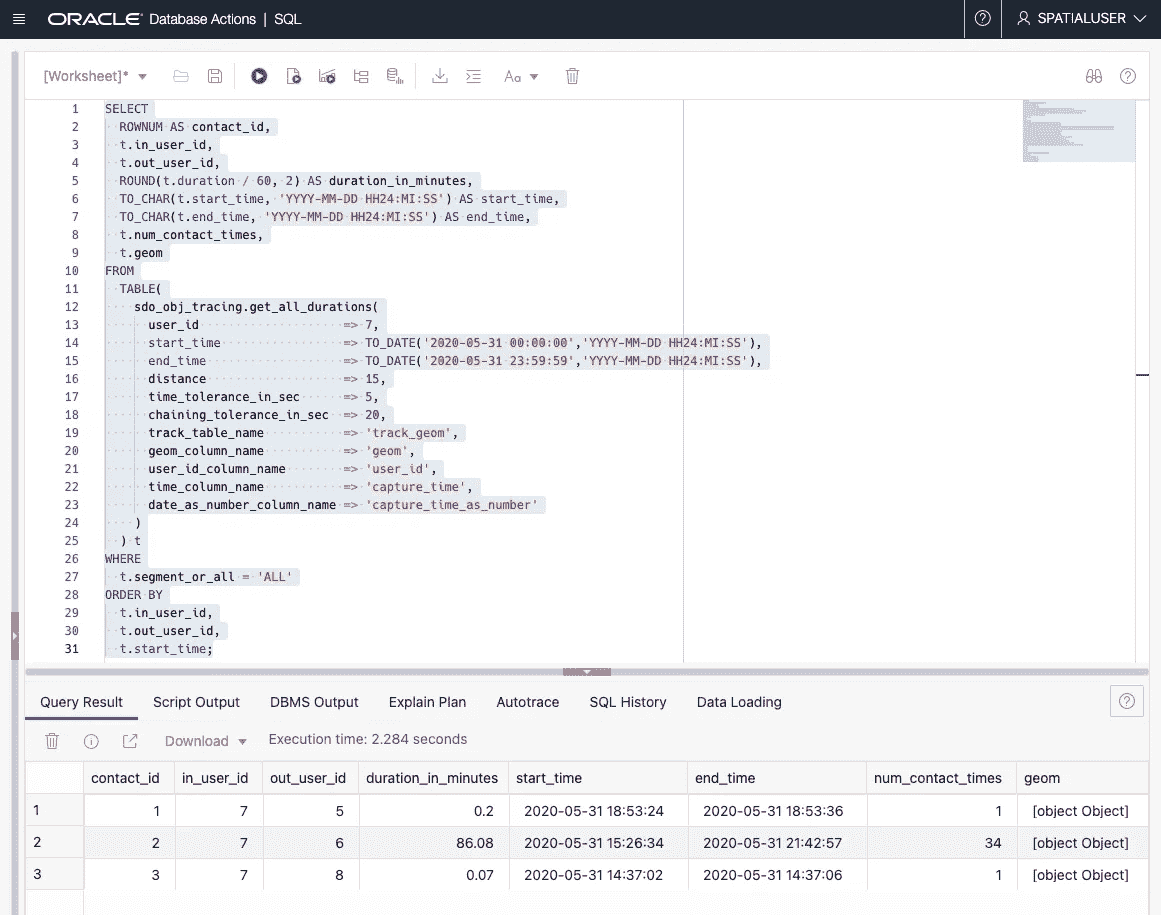 ORACLE Database Actions | SQL
SPATIALUSER
[Worksheet]*
Aa
1 SELECT
2 ROWNUM AS contact_id,
3 t.in_user_id,
4 t.out_user_id,
5 ROUND(t.duration / 60, 2) AS duration_in_minutes,
6 TO_CHAR(t.start_time, 'YYYY-MM-DD HH24:MI:SS') AS start_time,
7 TO_CHAR(t.end_time, 'YYYY-MM-DD HH24:MI:SS') AS end_time,
8 t.num_contact_times,
9 t.geom
10 FROM
11 TABLE(
12 sdo_obj_tracing.get_all_durations(
13 user_id => 7,
14 start_time => TO_DATE('2020-05-31 00:00:00','YYYY-MM-DD HH24:MI:SS'),
15 end_time => TO_DATE('2020-05-31 23:59:59','YYYY-MM-DD HH24:MI:SS'),
16 distance => 15,
17 time_tolerance_in_sec => 5,
18 chaining_tolerance_in_sec => 20,
19 track_table_name => 'track_geom',
20 geom_column_name => 'geom',
21 user_id_column_name => 'user_id',
22 time_column_name => 'capture_time',
23 date_as_number_column_name => 'capture_time_as_number'
24 )
25 ) t
26 WHERE
27 t.segment_or_all = 'ALL'
28 ORDER BY
29 t.in_user_id,
30 t.out_user_id,
31 t.start_time;
Query Result Script Output DBMS Output Explain Plan Autotrace SQL History Data Loading
Download Execution time: 2.284 seconds
contact_id in_user_id out_user_id duration_in_minutes start_time end_time num_contact_times geom
1 1 7 5 0.2 2020-05-31 18:53:24 2020-05-31 18:53:36 1 [object Object]
2 2 7 6 86.08 2020-05-31 15:26:34 2020-05-31 21:42:57 34 [object Object]
3 3 7 8 0.07 2020-05-31 14:37:02 2020-05-31 14:37:06 1 [object Object]